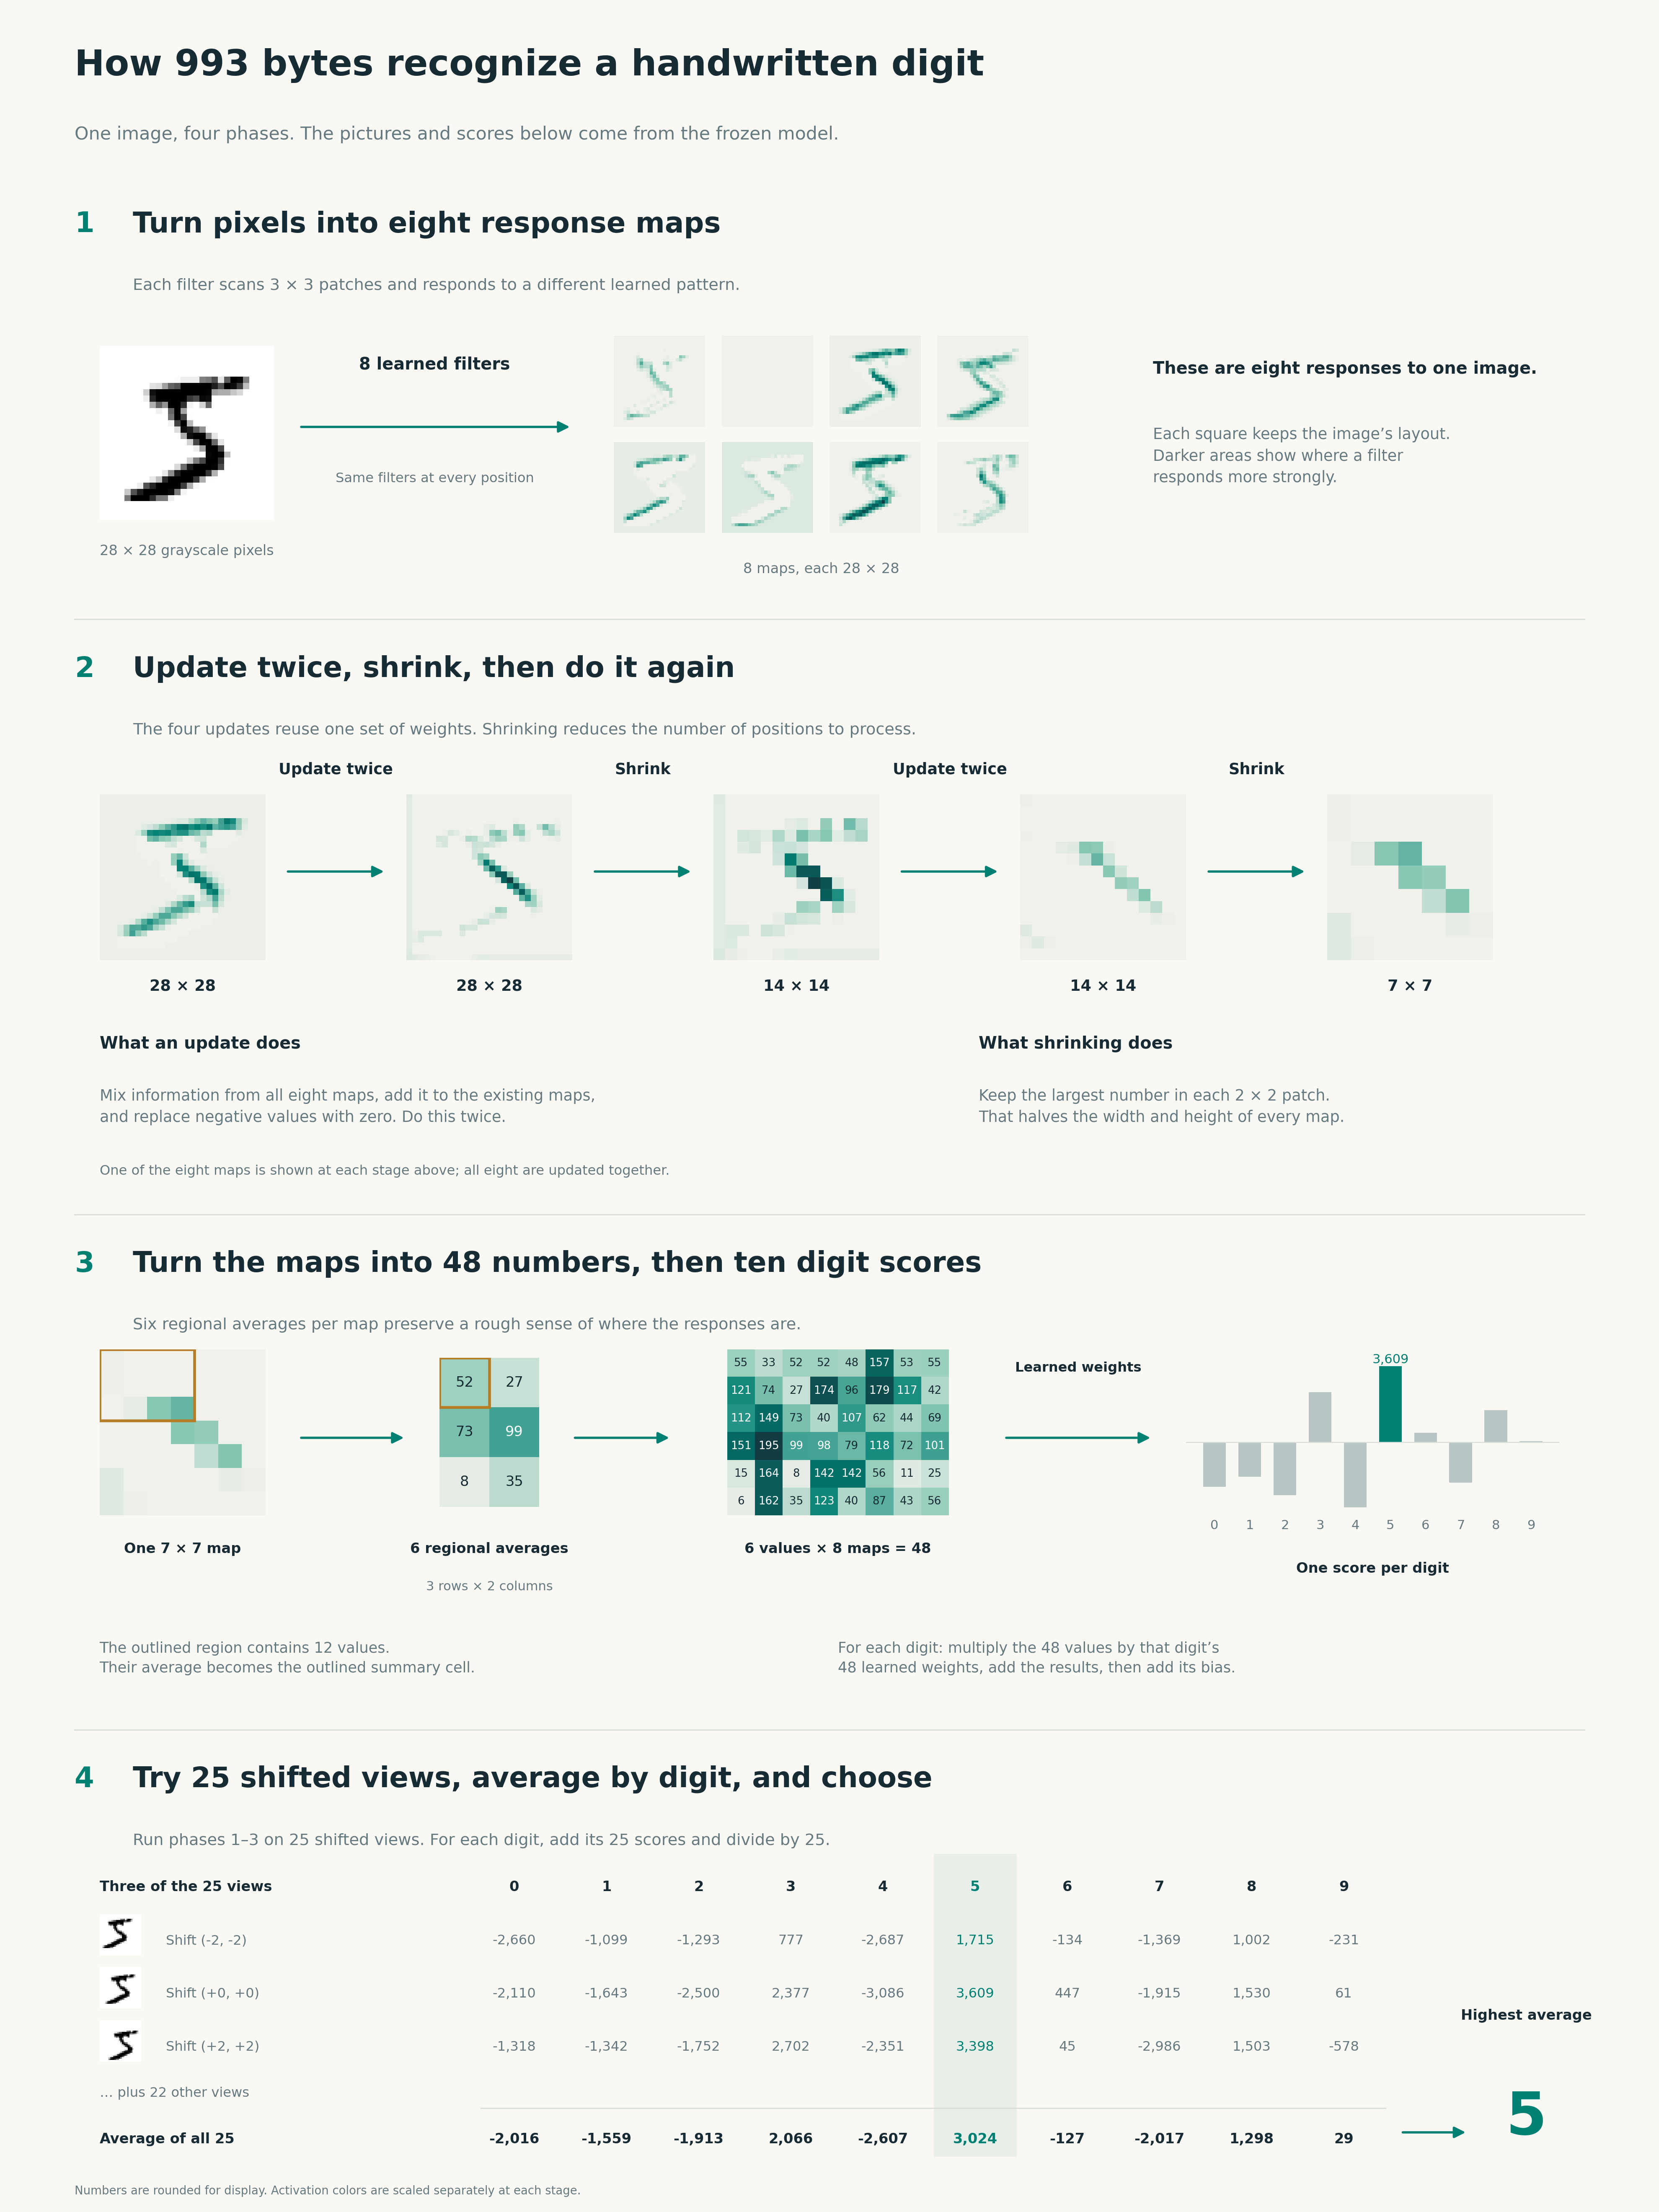 How 993 bytes recognize a handwritten digit
One image, four phases. The pictures and scores below come from the frozen model.
1 Turn pixels into eight response maps
Each filter scans 3 × 3 patches and responds to a different learned pattern.
8 learned filters
Same filters at every position
28 × 28 grayscale pixels
8 maps, each 28 × 28
These are eight responses to one image.
Each square keeps the image’s layout.
Darker areas show where a filter
responds more strongly.
2 Update twice, shrink, then do it again
The four updates reuse one set of weights. Shrinking reduces the number of positions to process.
Update twice Shrink Update twice Shrink
28 × 28 28 × 28 14 × 14 14 × 14 7 × 7
What an update does
Mix information from all eight maps, add it to the existing maps,
and replace negative values with zero. Do this twice.
One of the eight maps is shown at each stage above; all eight are updated together.
What shrinking does
Keep the largest number in each 2 × 2 patch.
That halves the width and height of every map.
3 Turn the maps into 48 numbers, then ten digit scores
Six regional averages per map preserve a rough sense of where the responses are.
One 7 × 7 map
52 27
73 99
8 35
6 regional averages
3 rows × 2 columns
55 33 52 52 48 157 53 55
121 74 27 174 96 179 117 42
112 149 73 40 107 62 44 69
151 195 99 98 79 118 72 101
15 164 8 142 142 56 11 25
6 162 35 123 40 87 43 56
6 values × 8 maps = 48
Learned weights
3,609
0 1 2 3 4 5 6 7 8 9
One score per digit
The outlined region contains 12 values.
Their average becomes the outlined summary cell.
For each digit: multiply the 48 values by that digit’s
48 learned weights, add the results, then add its bias.
4 Try 25 shifted views, average by digit, and choose
Run phases 1–3 on 25 shifted views. For each digit, add its 25 scores and divide by 25.
Three of the 25 views 0 1 2 3 4 5 6 7 8 9
Shift (-2, -2) -2,660 -1,099 -1,293 777 -2,687 1,715 -134 -1,369 1,002 -231
Shift (+0, +0) -2,110 -1,643 -2,500 2,377 -3,086 3,609 447 -1,915 1,530 61
Shift (+2, +2) -1,318 -1,342 -1,752 2,702 -2,351 3,398 45 -2,986 1,503 -578
… plus 22 other views
Average of all 25 -2,016 -1,559 -1,913 2,066 -2,607 3,024 -127 -2,017 1,298 29
Highest average
5
Numbers are rounded for display. Activation colors are scaled separately at each stage.